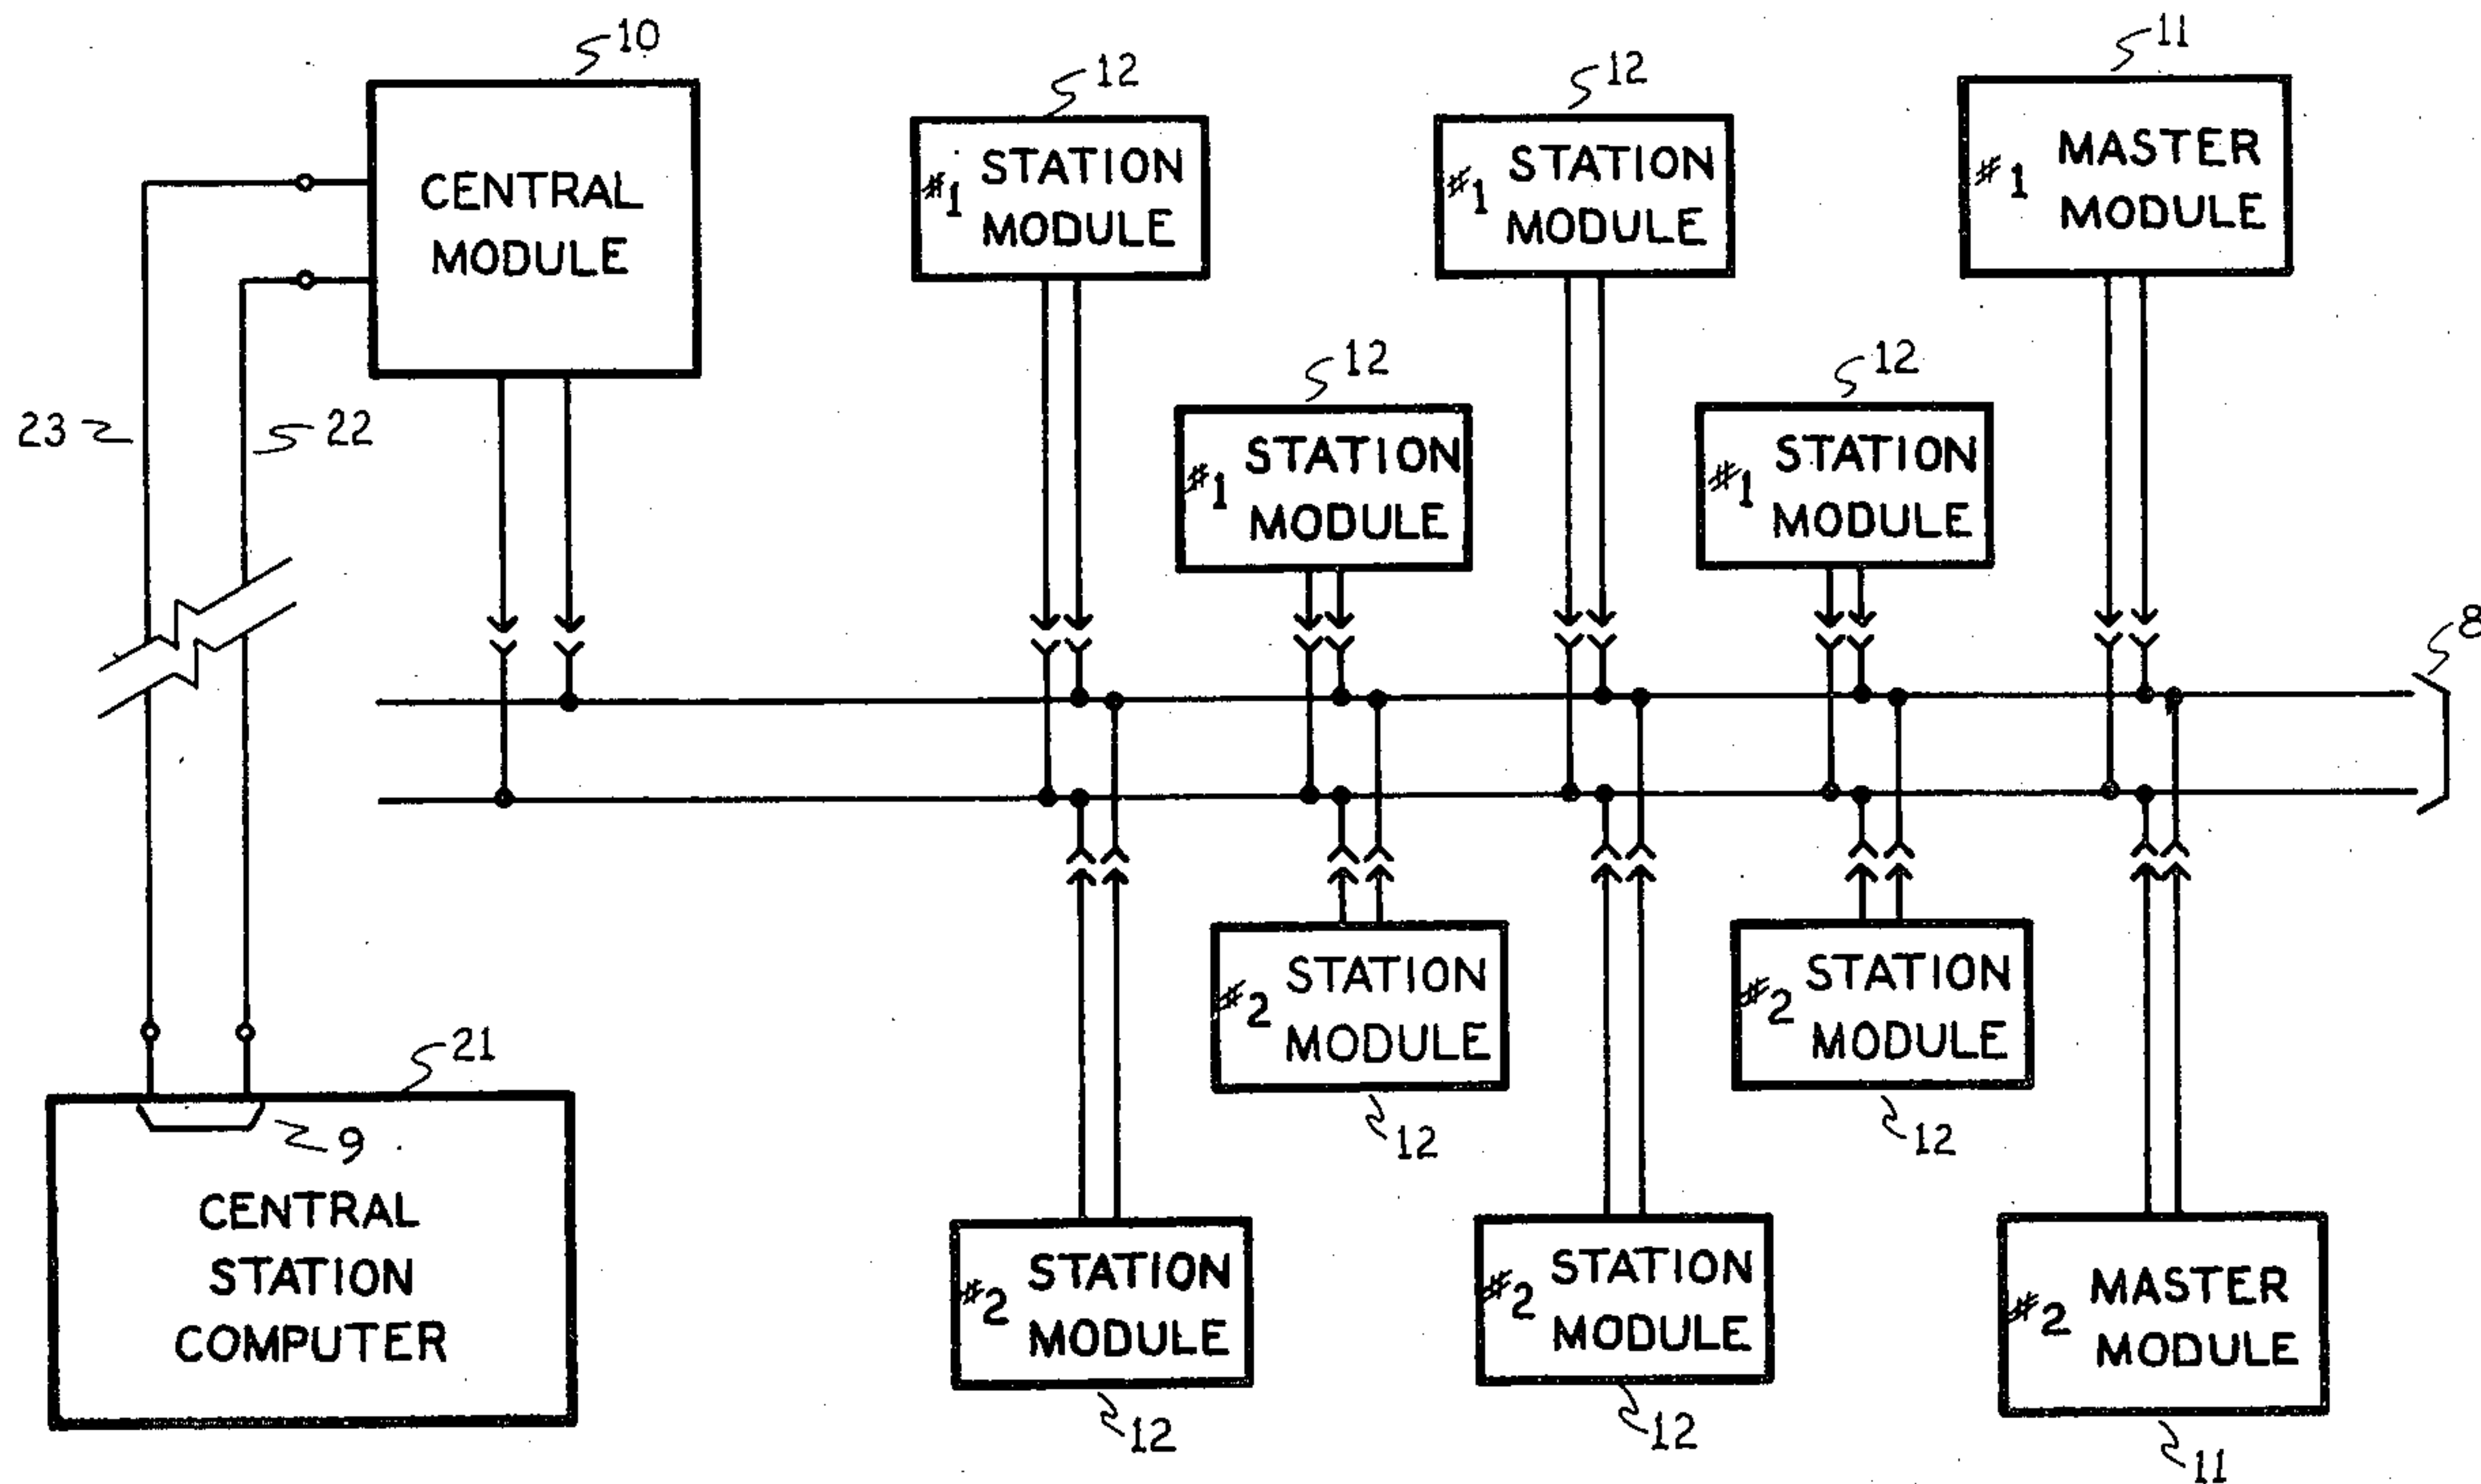 10
CENTRAL
MODULE
23
22
12
#1 STATION
MODULE
12
#1 STATION
MODULE
11
#1 MASTER
MODULE
12
#1 STATION
MODULE
12
#1 STATION
MODULE
8
#2 STATION
MODULE
12
#2 STATION
MODULE
12
21
9
CENTRAL
STATION
COMPUTER
#2 STATION
MODULE
12
#2 STATION
MODULE
12
#2 MASTER
MODULE
11